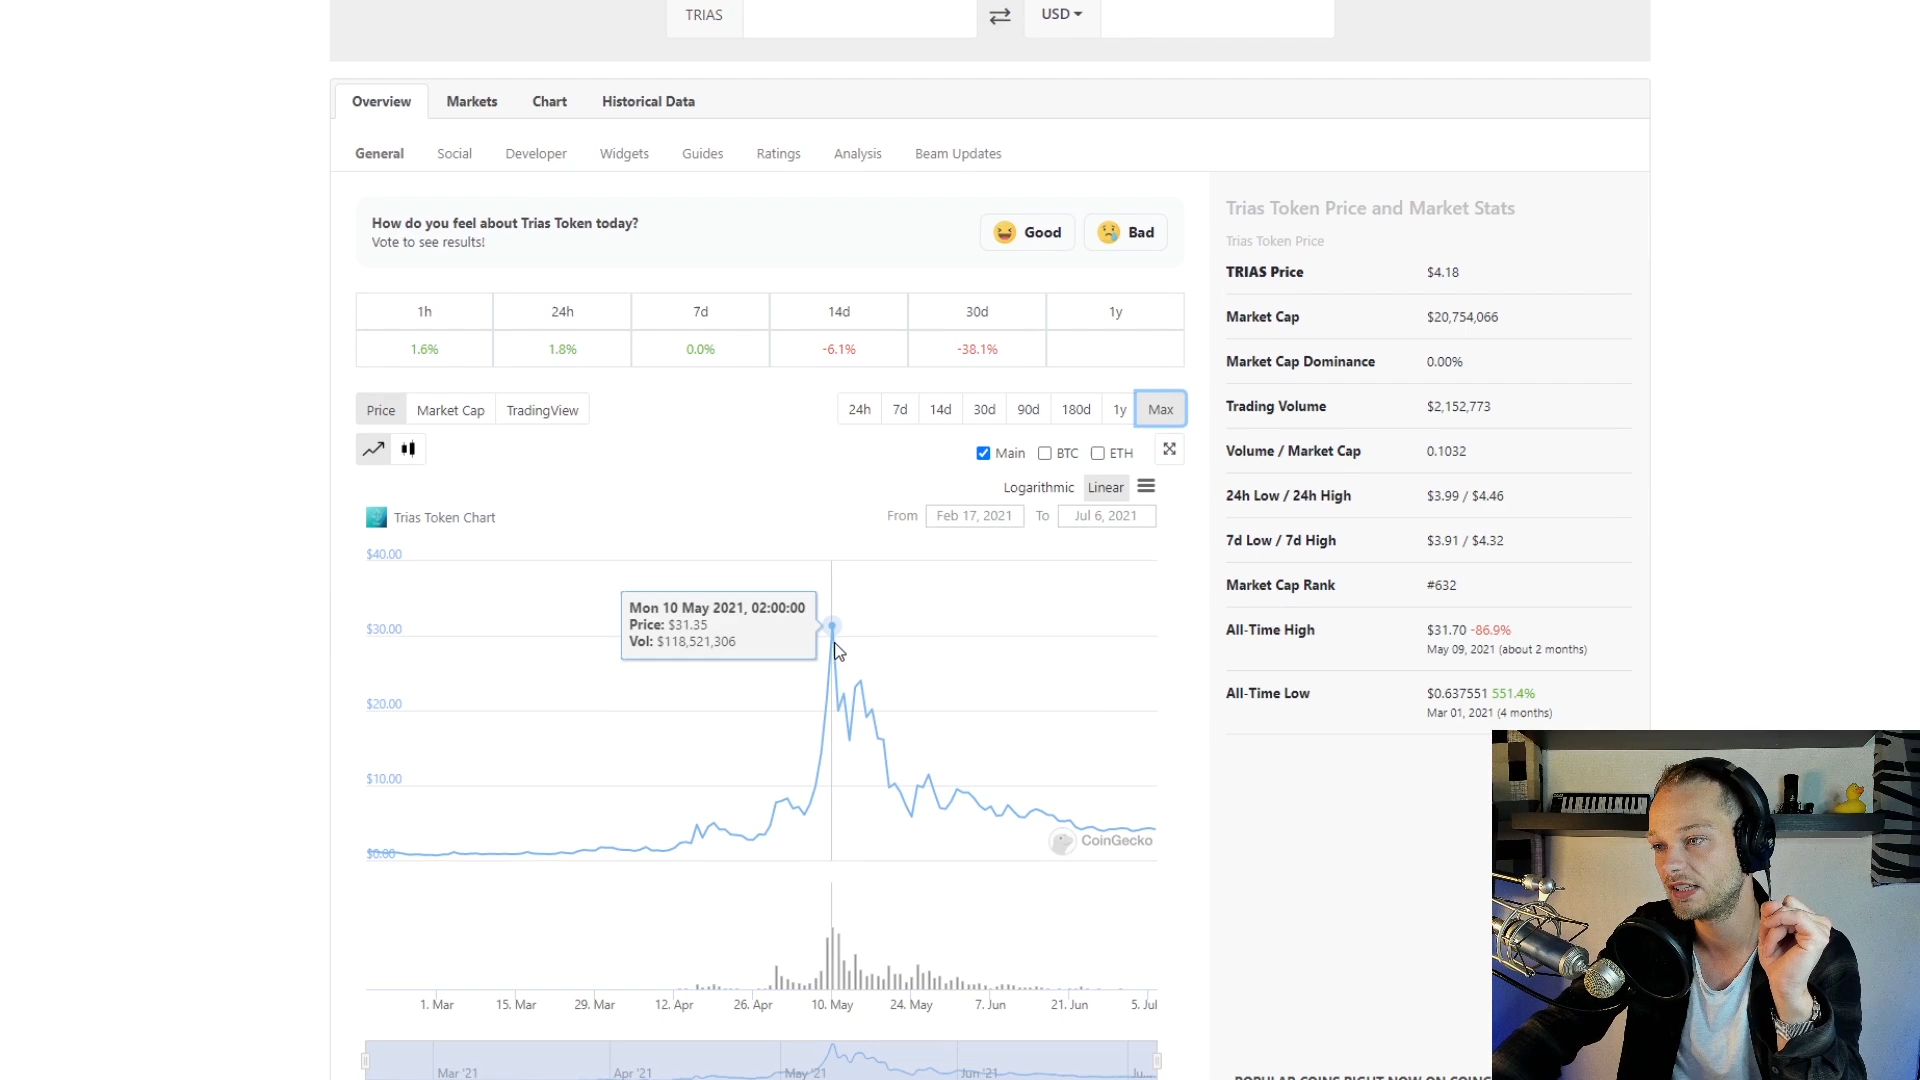 TRIAS
USD
Overview Markets Chart Historical Data
General Social Developer Widgets Guides Ratings Analysis Beam Updates
How do you feel about Trias Token today?
Vote to see results!
Good Bad
1h 24h 7d 14d 30d 1y
1.6% 1.8% 0.0% -6.1% -38.1%
Price Market Cap TradingView
24h 7d 14d 30d 90d 180d 1y Max
Main BTC ETH
Logarithmic Linear
Trias Token Chart
From Feb 17, 2021 To Jul 6, 2021
$40.00
$30.00
$20.00
$10.00
$0.00
Mon 10 May 2021, 02:00:00
Price: $31.35
Vol: $118,521,306
CoinGecko
1. Mar 15. Mar 29. Mar 12. Apr 26. Apr 10. May 24. May 7. Jun 21. Jun 5. Jul
Mar '21 Apr '21 May '21 Jun '21 Ju...
Trias Token Price and Market Stats
Trias Token Price
TRIAS Price $4.18
Market Cap $20,754,066
Market Cap Dominance 0.00%
Trading Volume $2,152,773
Volume / Market Cap 0.1032
24h Low / 24h High $3.99 / $4.46
7d Low / 7d High $3.91 / $4.32
Market Cap Rank #632
All-Time High $31.70 -86.9%
May 09, 2021 (about 2 months)
All-Time Low $0.637551 551.4%
Mar 01, 2021 (4 months)
POPULAR COINS RIGHT NOW ON COING